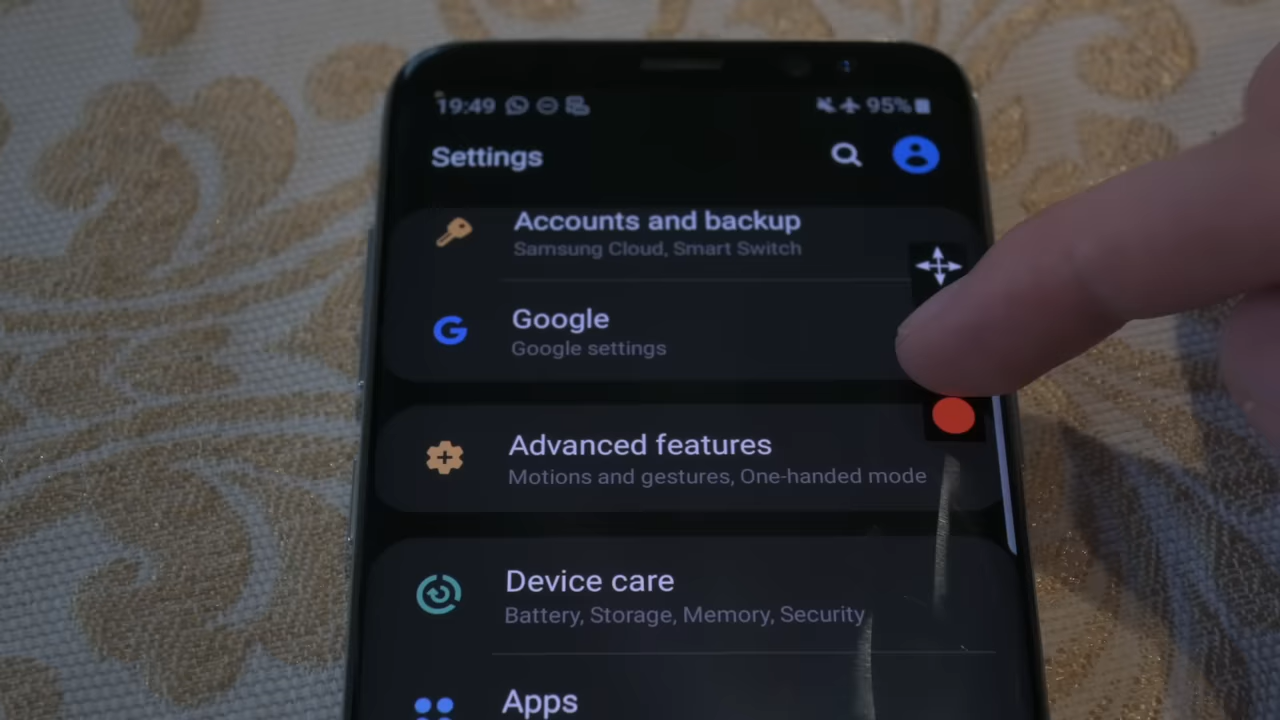 19:49
95%
Settings
Accounts and backup
Samsung Cloud, Smart Switch
Google
Google settings
Advanced features
Motions and gestures, One-handed mode
Device care
Battery, Storage, Memory, Security
Apps